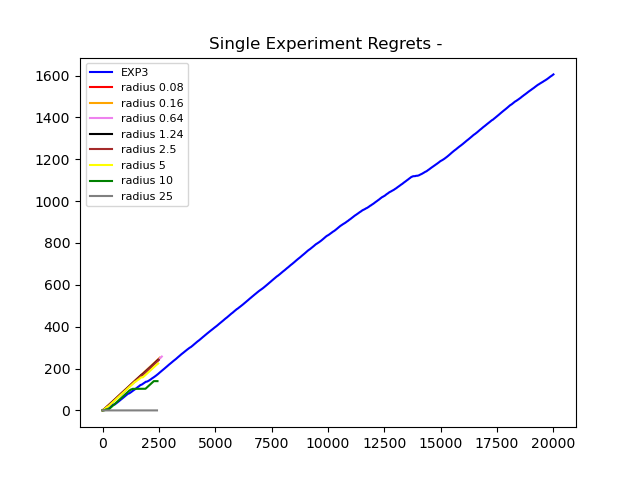 Single Experiment Regrets -
EXP3
radius 0.08
radius 0.16
radius 0.64
radius 1.24
radius 2.5
radius 5
radius 10
radius 25
1600
1400
1200
1000
800
600
400
200
0
0 2500 5000 7500 10000 12500 15000 17500 20000